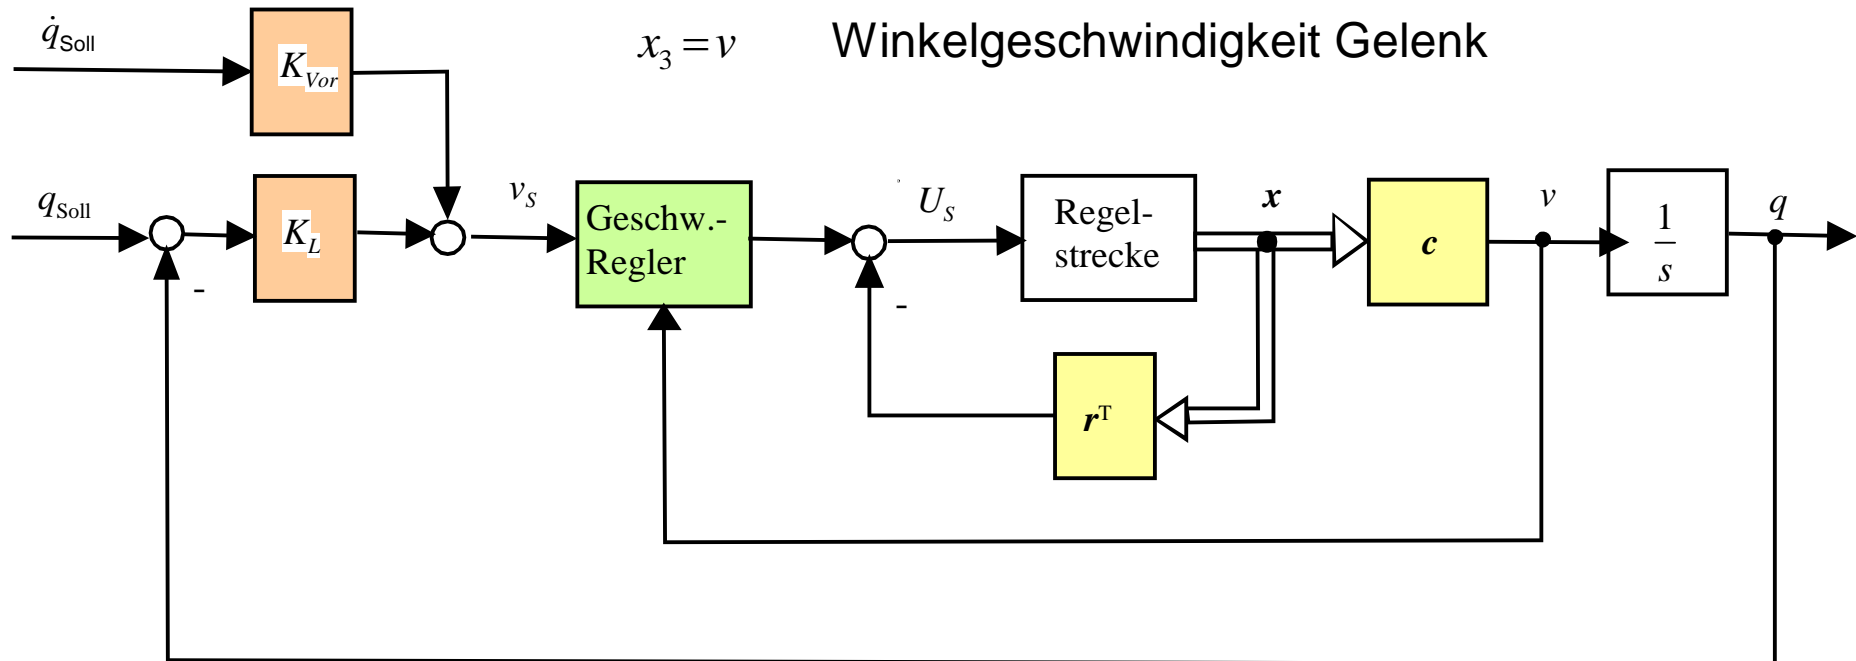 q̇Soll
KVor
x3 = v
Winkelgeschwindigkeit Gelenk
qSoll
-
KL
vS
Geschw.-
Regler
US
-
Regel-
strecke
x
c
v
1
s
q
rT